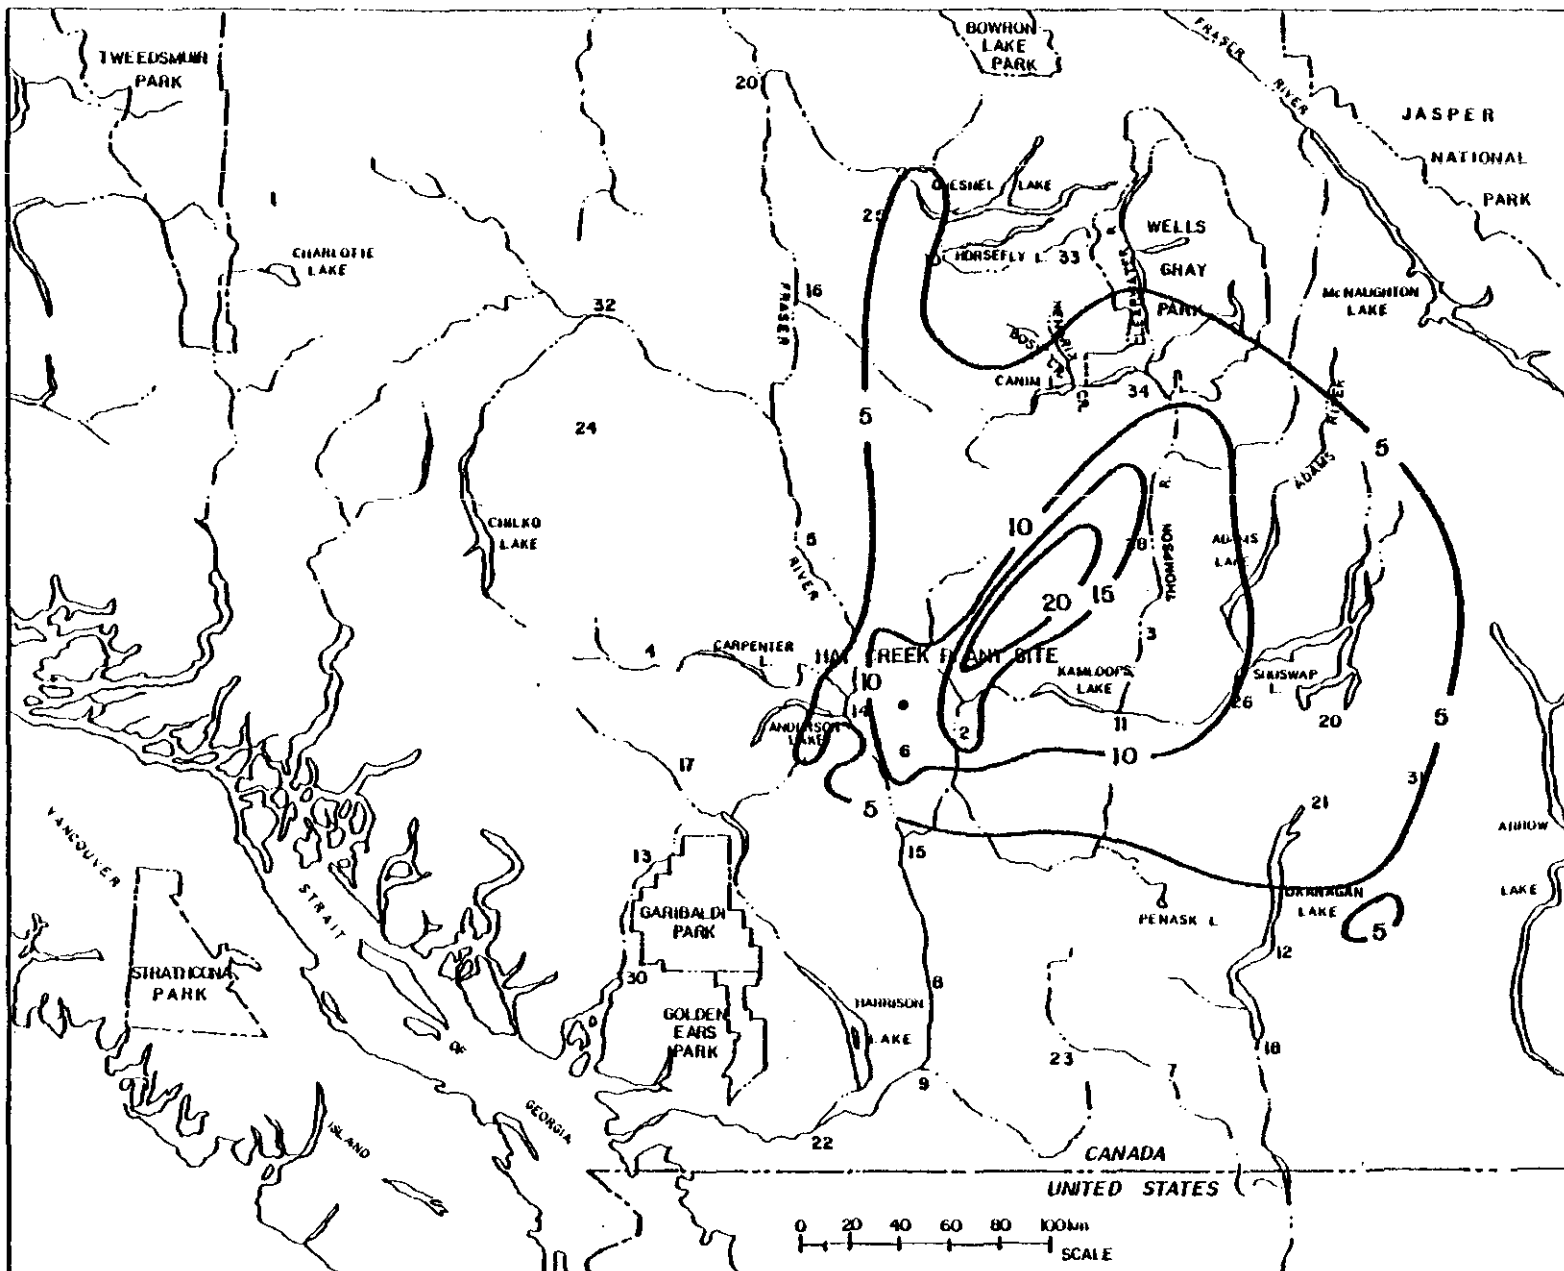 TWEEDSMUIR
PARK
BOWRON
LAKE
PARK
FRASER
RIVER
JASPER
NATIONAL
PARK
20
1
CHARLOTTE
LAKE
LAKE
25
HORSEFLY L.
33
WELLS
GRAY
PARK
McNAUGHTON
LAKE
32
16
FRASER
CANIM L.
34
5
24
5
RIVER
ADAMS
CHILKO
LAKE
5
RIVER
10
THOMPSON
R.
LAKE
20
15
3
4
CARPENTER
L.
CREEK
SITE
10
KAMLOOPS
LAKE
SHUSWAP
L.
26
20
14
ANDERSON
LAKE
6
2
11
10
5
17
5
31
21
ARROW
LAKE
VANCOUVER
ISLAND
STRAIT
OF
GEORGIA
13
15
GARIBALDI
PARK
PENASK L.
OKANAGAN
LAKE
5
12
STRATHCONA
PARK
30
GOLDEN
EARS
PARK
HARRISON
LAKE
8
23
7
18
9
22
CANADA
UNITED STATES
0 20 40 60 80 100km
SCALE